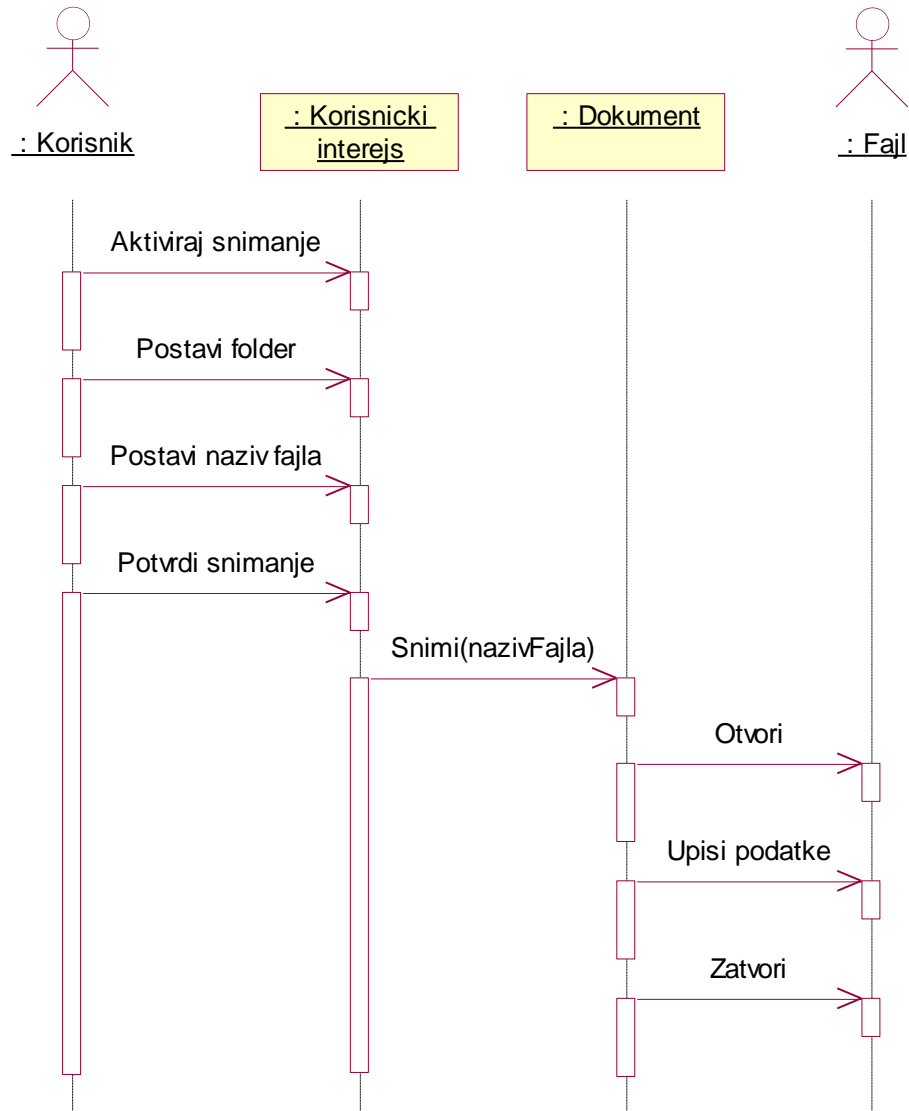 : Korisnik
: Korisnicki
interejs
: Dokument
: Fajl
Aktiviraj snimanje
Postavi folder
Postavi naziv fajla
Potvrdi snimanje
Snimi(nazivFajla)
Otvori
Upisi podatke
Zatvori